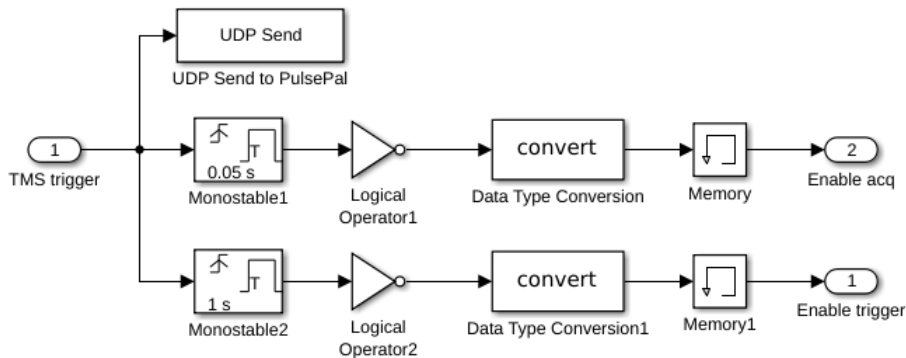 UDP Send
UDP Send to PulsePal
1
TMS trigger
T
0.05 s
Monostable1
Logical
Operator1
convert
Data Type Conversion
Memory
2
Enable acq
T
1 s
Monostable2
Logical
Operator2
convert
Data Type Conversion1
Memory1
1
Enable trigger